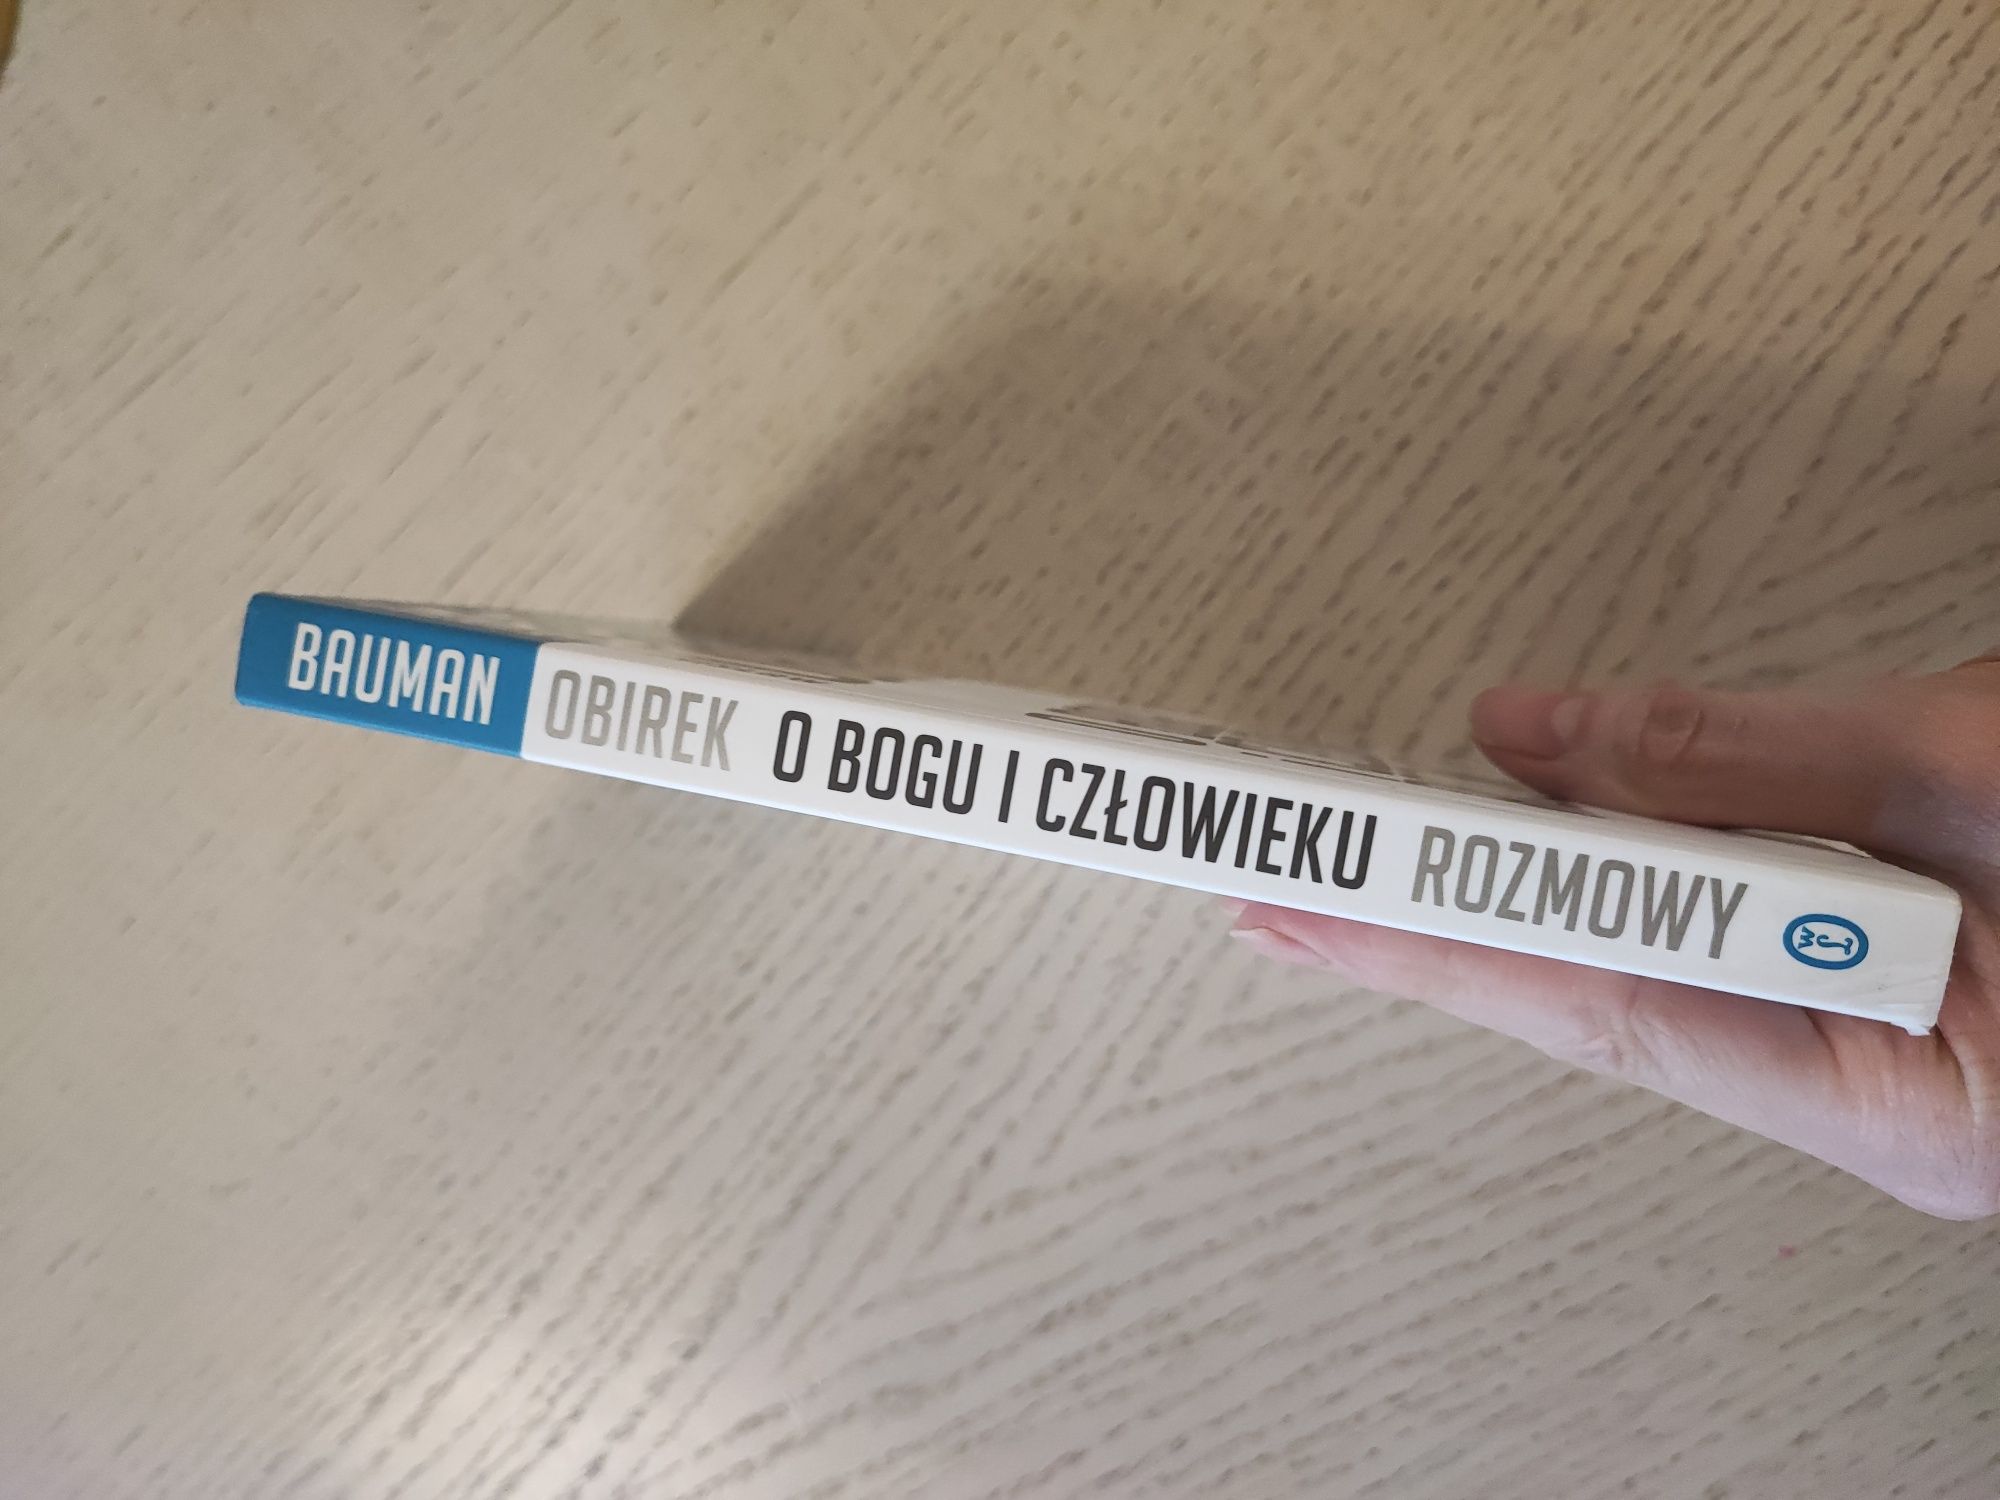 BAUMAN OBIREK O BOGU I CZŁOWIEKU ROZMOWY